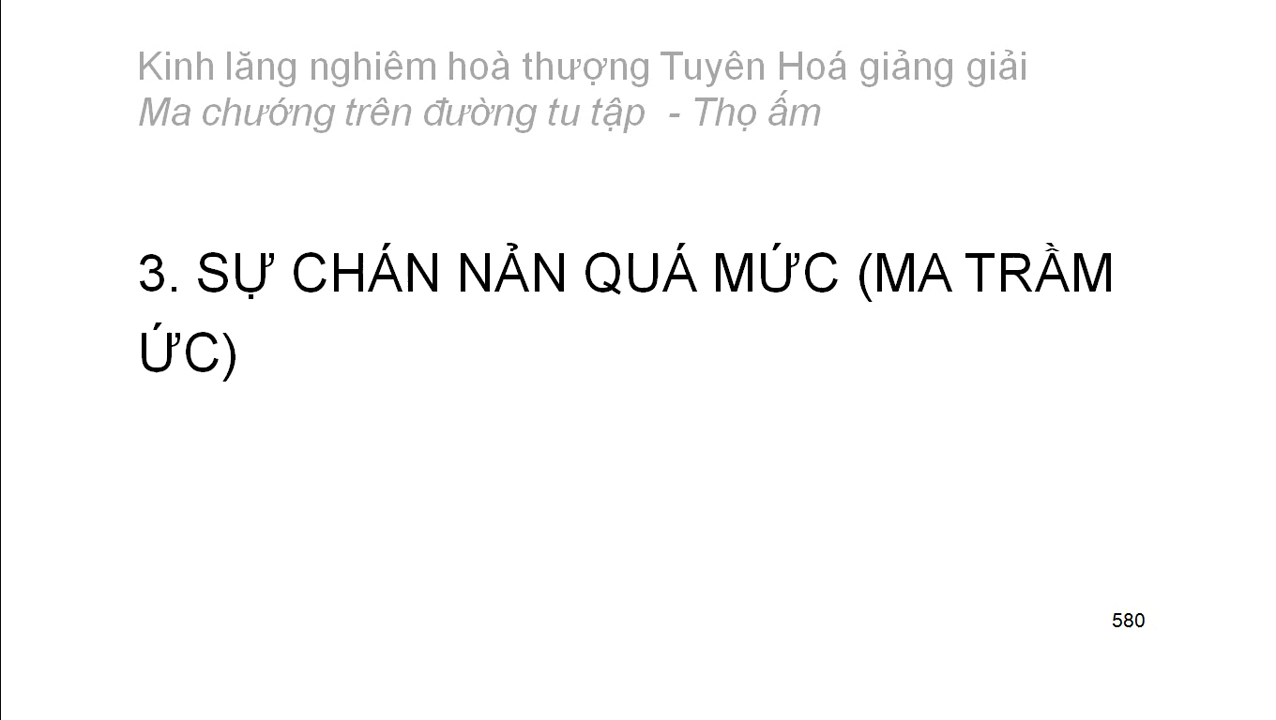 Kinh lăng nghiêm hoà thượng Tuyên Hoá giảng giải
Ma chướng trên đường tu tập - Thọ ấm
3. SỰ CHÁN NẢN QUÁ MỨC (MA TRẦM
ỨC)
580